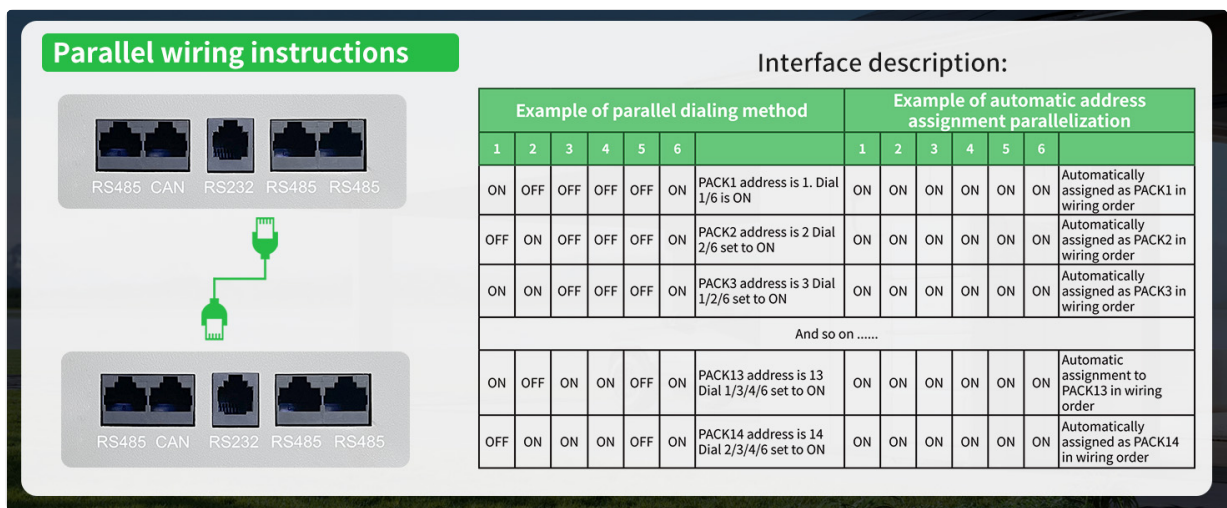 Parallel wiring instructions
RS485 CAN RS232 RS485 RS485
RS485 CAN RS232 RS485 RS485
Interface description:
Example of parallel dialing method
Example of automatic address
assignment parallelization
1 2 3 4 5 6 1 2 3 4 5 6
ON OFF OFF OFF OFF ON PACK1 address is 1. Dial
1/6 is ON
ON ON ON ON ON ON Automatically
assigned as PACK1 in
wiring order
OFF ON OFF OFF OFF ON PACK2 address is 2 Dial
2/6 set to ON
ON ON ON ON ON ON Automatically
assigned as PACK2 in
wiring order
ON ON OFF OFF OFF ON PACK3 address is 3 Dial
1/2/6 set to ON
ON ON ON ON ON ON Automatically
assigned as PACK3 in
wiring order
And so on ......
ON OFF ON ON OFF ON PACK13 address is 13
Dial 1/3/4/6 set to ON
ON ON ON ON ON ON Automatic
assignment to
PACK13 in wiring
order
OFF ON ON ON OFF ON PACK14 address is 14
Dial 2/3/4/6 set to ON
ON ON ON ON ON ON Automatically
assigned as PACK14
in wiring order